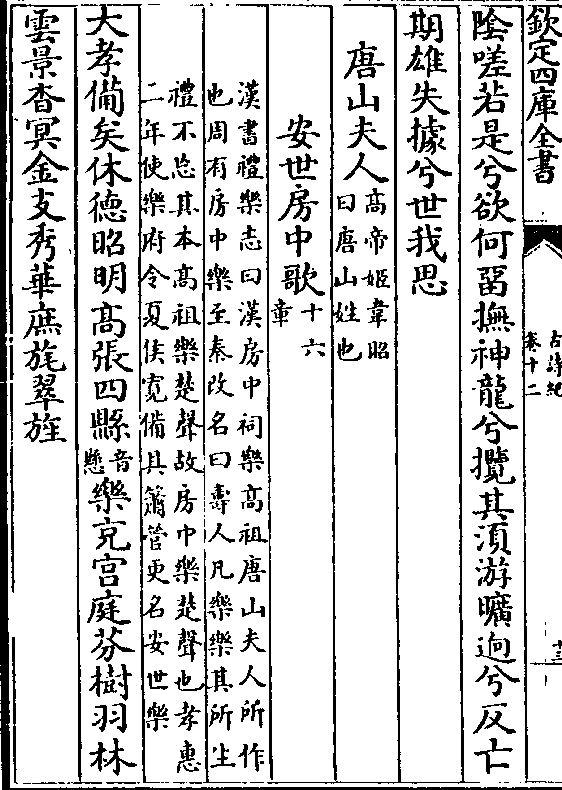 欽定四庫全書
古詩紀
卷十二
十三
陰嗟若是兮欲何留撫神龍兮攬其須游曠迥兮反亡
期雄失據兮世我思
唐山夫人
高帝姬韋昭
曰唐山姓也
安世房中歌
十六
章
漢書禮樂志曰漢房中祠樂高祖唐山夫人所作
也周有房中樂至秦改名曰壽人凡樂樂其所生
禮不忘其本高祖樂楚聲故房中樂楚聲也孝惠
二年使樂府令夏侯寛備其簫管更名安世樂
大孝備矣休德昭明高張四縣
音
懸
樂充宫庭芬樹羽林
雲景杳冥金支秀華庶旄翠旌